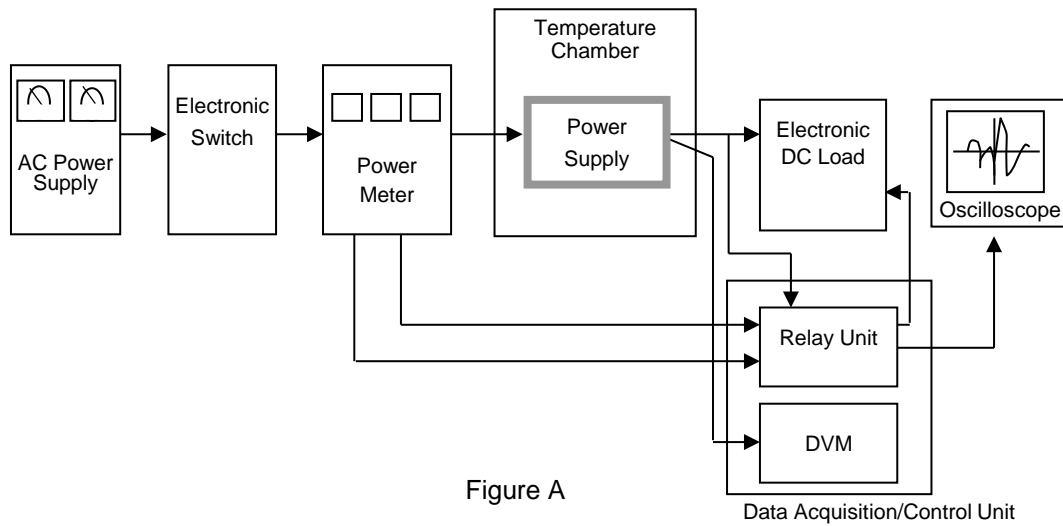 Temperature
Chamber
AC Power
Supply
Electronic
Switch
Power
Meter
Power
Supply
Electronic
DC Load
Oscilloscope
Relay Unit
DVM
Figure A
Data Acquisition/Control Unit